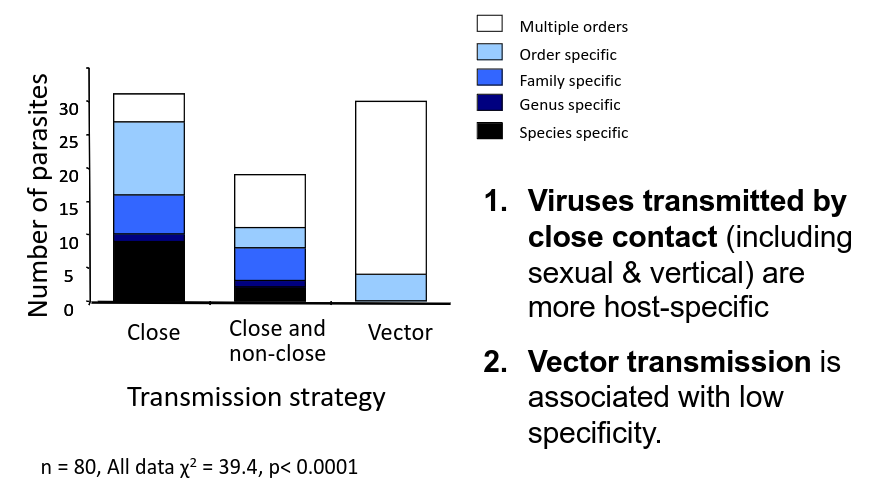 Multiple orders
Order specific
Family specific
Genus specific
Species specific
Number of parasites
30
25
20
15
10
5
0
Close
Close and
non-close
Vector
Transmission strategy
n = 80, All data χ² = 39.4, p< 0.0001
1. Viruses transmitted by
close contact (including
sexual & vertical) are
more host-specific
2. Vector transmission is
associated with low
specificity.